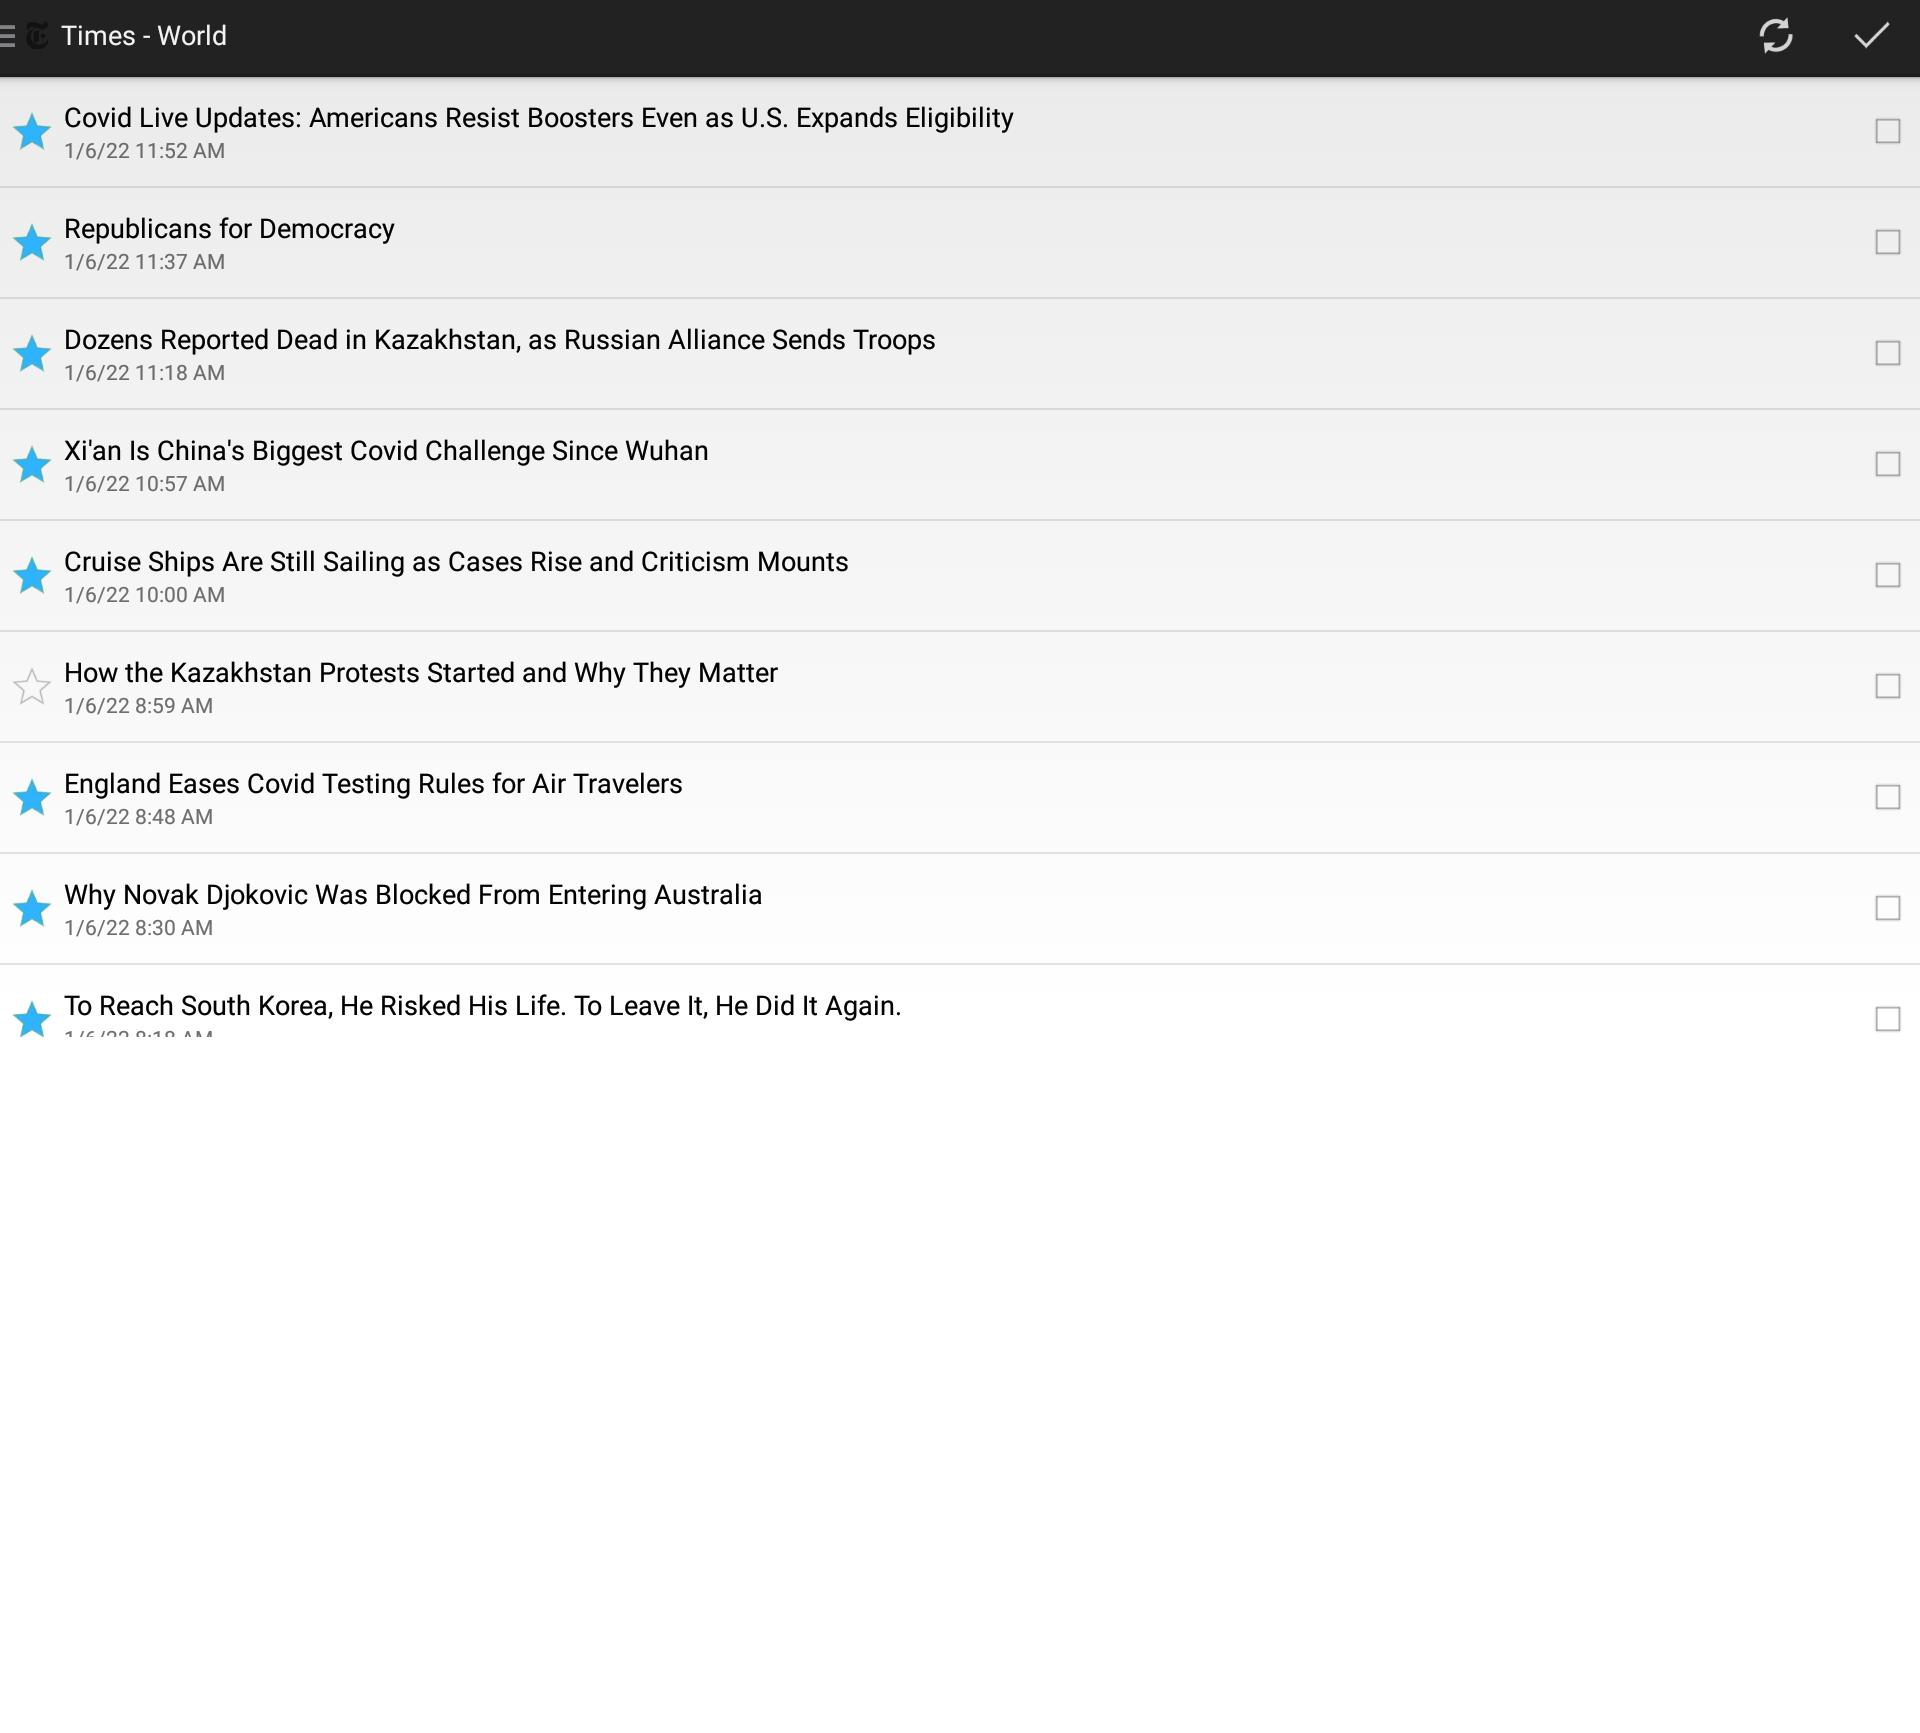 Times - World
Covid Live Updates: Americans Resist Boosters Even as U.S. Expands Eligibility
1/6/22 11:52 AM
Republicans for Democracy
1/6/22 11:37 AM
Dozens Reported Dead in Kazakhstan, as Russian Alliance Sends Troops
1/6/22 11:18 AM
Xi'an Is China's Biggest Covid Challenge Since Wuhan
1/6/22 10:57 AM
Cruise Ships Are Still Sailing as Cases Rise and Criticism Mounts
1/6/22 10:00 AM
How the Kazakhstan Protests Started and Why They Matter
1/6/22 8:59 AM
England Eases Covid Testing Rules for Air Travelers
1/6/22 8:48 AM
Why Novak Djokovic Was Blocked From Entering Australia
1/6/22 8:30 AM
To Reach South Korea, He Risked His Life. To Leave It, He Did It Again.